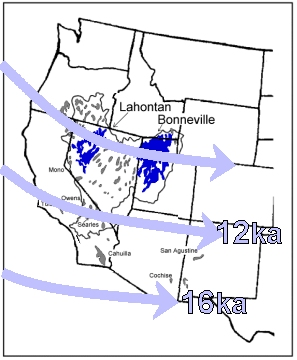 Lahontan
Bonneville
Mono
Owens
Searles
Cahuilla
San Agustine
Cochise
12ka
16ka